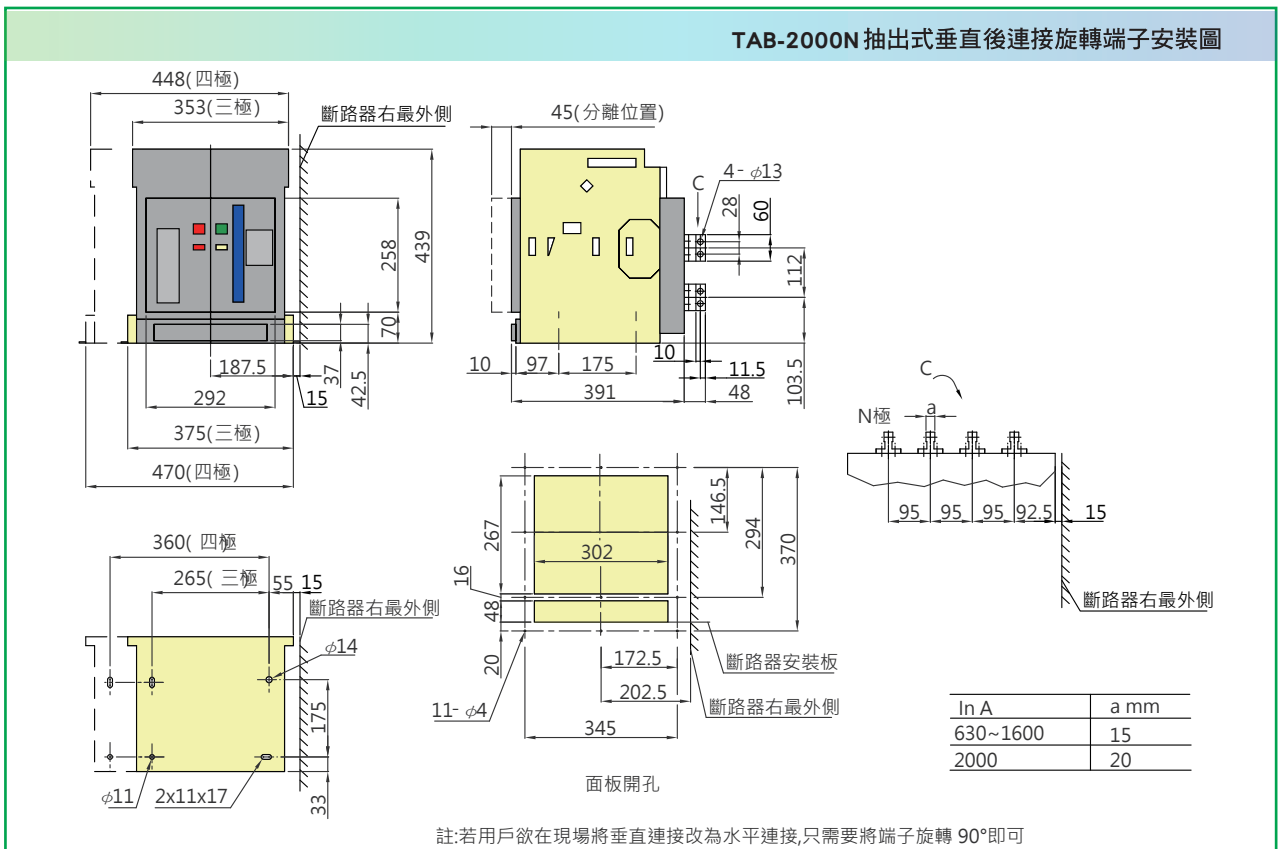 TAB-2000N 抽出式垂直後連接旋轉端子安裝圖
448(四極)
353(三極)
斷路器右最外側
258
439
70
187.5
37
42.5
15
292
375(三極)
470(四極)
45(分離位置)
4- ϕ13
C
28
60
112
10
97
175
10
11.5
391
48
103.5
C
N極
a
95
95
95
92.5
15
斷路器右最外側
360( 四極
265( 三極
55
15
斷路器右最外側
ϕ14
175
ϕ11
2x11x17
33
267
302
146.5
294
370
16
48
20
172.5
斷路器安裝板
202.5
斷路器右最外側
11- ϕ4
345
面板開孔
In A
a mm
630~1600
15
2000
20
註:若用戶欲在現場將垂直連接改為水平連接,只需要將端子旋轉 90°即可